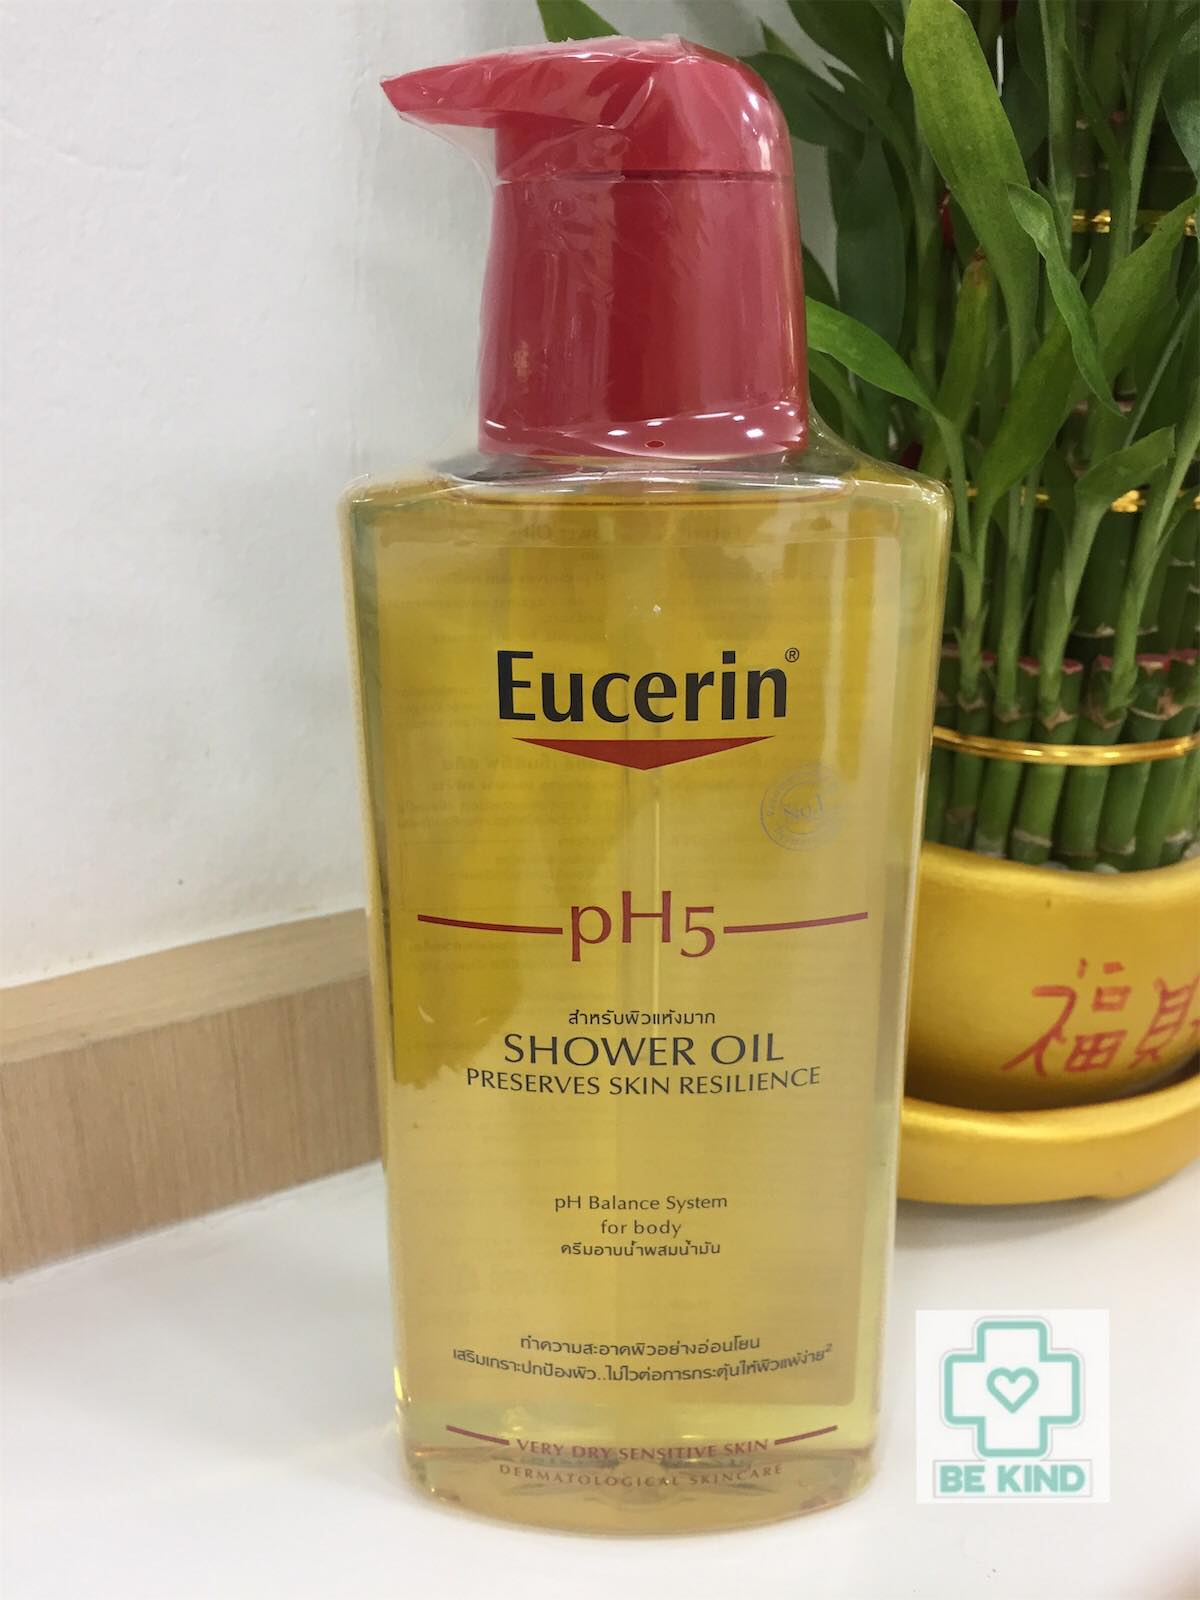 Eucerin®
No.1
pH5
สำหรับผิวแห้งมาก
SHOWER OIL
PRESERVES SKIN RESILIENCE
pH Balance System
for body
ครีมอาบน้ำผสมน้ำมัน
ทำความสะอาดผิวอย่างอ่อนโยน
เสริมเกราะปกป้องผิว..ไม่ไวต่อการกระตุ้นให้ผิวแพ้ง่าย²
VERY DRY SENSITIVE SKIN
DERMATOLOGICAL SKINCARE
福
BE KIND